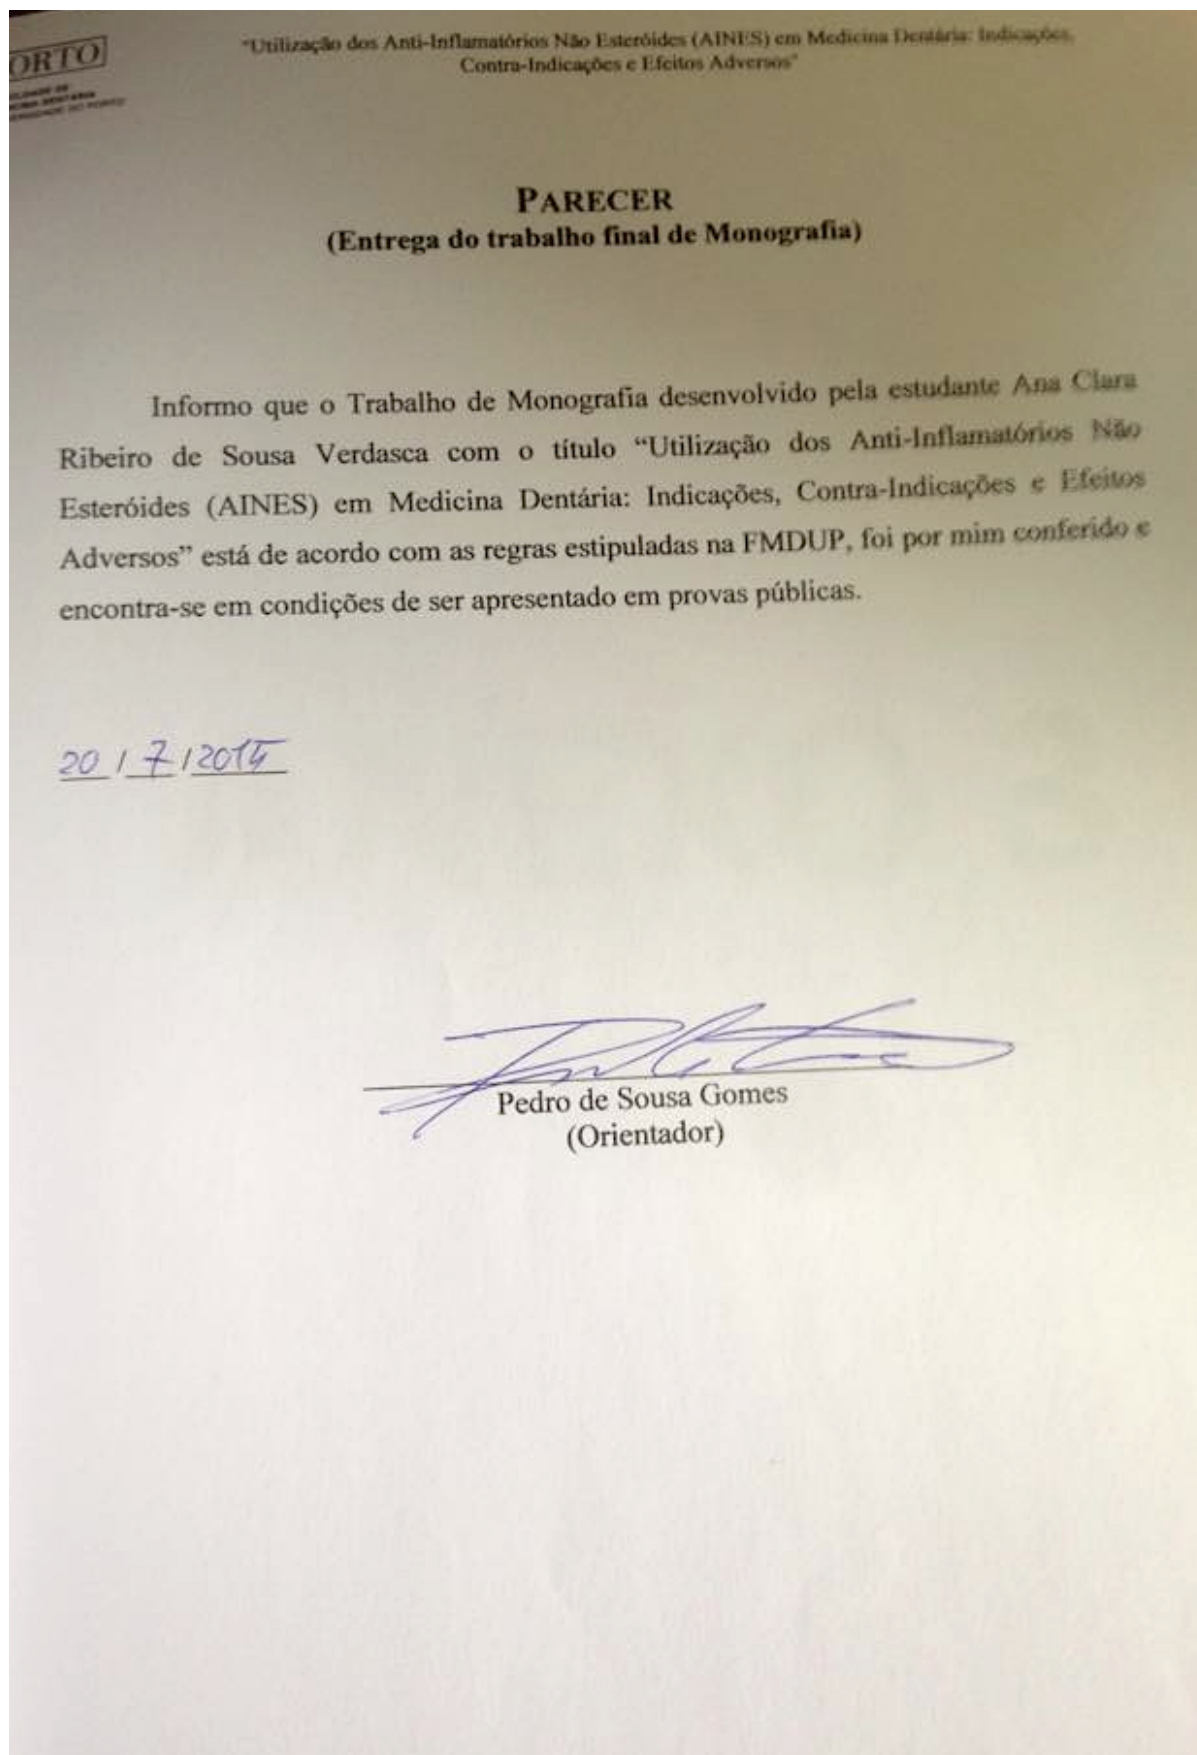 ORTO
"Utilização dos Anti-Inflamatórios Não Esteróides (AINES) em Medicina Dentária: Indicações,
Contra-Indicações e Efeitos Adversos"
PARECER
(Entrega do trabalho final de Monografia)
Informo que o Trabalho de Monografia desenvolvido pela estudante Ana Clara
Ribeiro de Sousa Verdasca com o título “Utilização dos Anti-Inflamatórios Não
Esteróides (AINES) em Medicina Dentária: Indicações, Contra-Indicações e Efeitos
Adversos” está de acordo com as regras estipuladas na FMDUP, foi por mim conferido e
encontra-se em condições de ser apresentado em provas públicas.
20 / 7 / 2015
Pedro de Sousa Gomes
(Orientador)